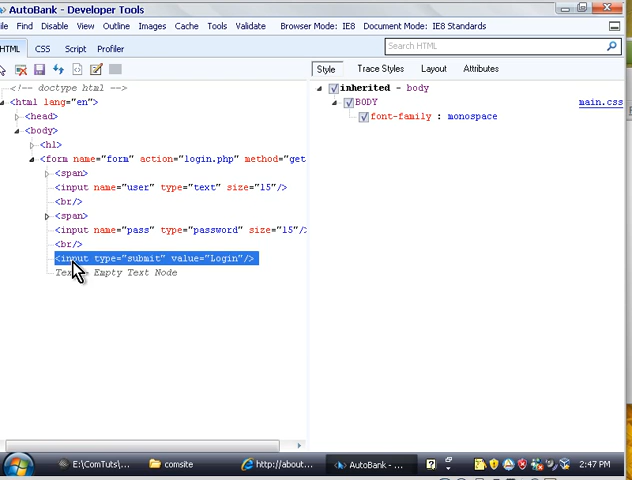 AutoBank - Developer Tools
File Find Disable View Outline Images Cache Tools Validate Browser Mode: IE8 Document Mode: IE8 Standards
HTML CSS Script Profiler Search HTML
Style Trace Styles Layout Attributes
<!-- doctype html -->
<html lang="en">
<head>
<body>
<hl>
<form name="form" action="login.php" method="get
<span>
<input name="user" type="text" size="15"/>
<br/>
<span>
<input name="pass" type="password" size="15"/>
<br/>
<input type="submit" value="Login"/>
Text - Empty Text Node
inherited - body
BODY main.css
font-family : monospace
E:\ComTuts\... comsite http://about... AutoBank - ... 2:47 PM